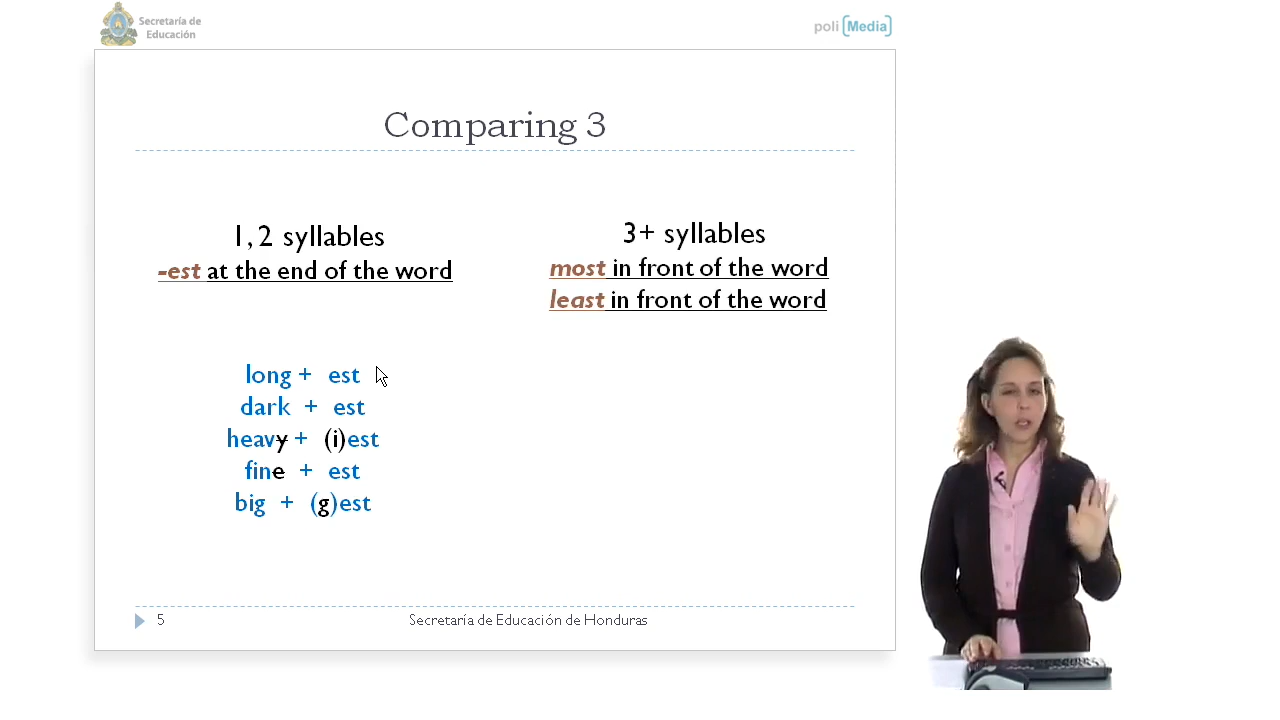 Secretaría de
Educación
poli [Media]
Comparing 3
1, 2 syllables
-est at the end of the word
3+ syllables
most in front of the word
least in front of the word
long + est
dark + est
heavy + (i)est
fine + est
big + (g)est
5
Secretaría de Educación de Honduras